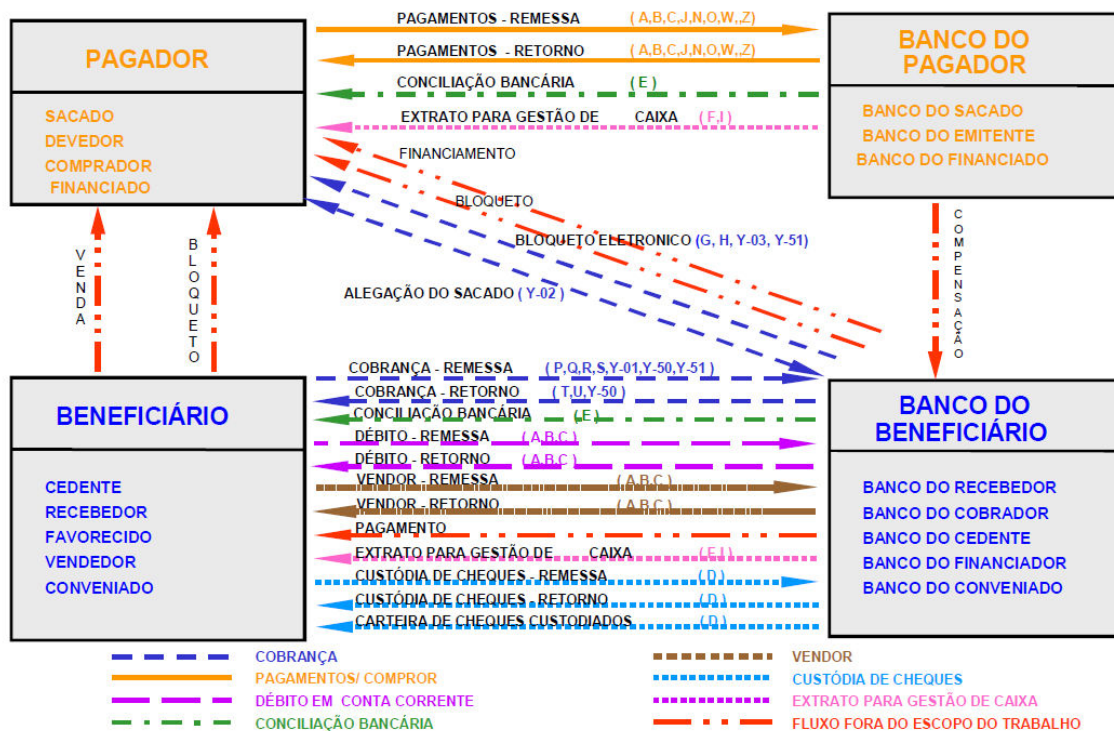 PAGADOR
SACADO
DEVEDOR
COMPRADOR
FINANCIADO
PAGAMENTOS - REMESSA ( A,B,C,J,N,O,W,,Z)
PAGAMENTOS - RETORNO ( A,B,C,J,N,O,W,,Z)
CONCILIAÇÃO BANCÁRIA ( E )
EXTRATO PARA GESTÃO DE CAIXA ( F,I )
FINANCIAMENTO
BLOQUETO
BLOQUETO ELETRONICO (G, H, Y-03, Y-51)
ALEGAÇÃO DO SACADO ( Y-02 )
BANCO DO
PAGADOR
BANCO DO SACADO
BANCO DO EMITENTE
BANCO DO FINANCIADO
VENDA
BLOQUETO
COMPENSAÇÃO
BENEFICIÁRIO
CEDENTE
RECEBEDOR
FAVORECIDO
VENDEDOR
CONVENIADO
COBRANÇA - REMESSA ( P,Q,R,S,Y-01,Y-50,Y-51 )
COBRANÇA - RETORNO ( T,U,Y-50 )
CONCILIAÇÃO BANCÁRIA ( E )
DÉBITO - REMESSA ( A,B,C )
DÉBITO - RETORNO ( A,B,C )
VENDOR - REMESSA ( A,B,C )
VENDOR - RETORNO ( A,B,C )
PAGAMENTO
EXTRATO PARA GESTÃO DE CAIXA ( F,I )
CUSTÓDIA DE CHEQUES - REMESSA ( D )
CUSTÓDIA DE CHEQUES - RETORNO ( D )
CARTEIRA DE CHEQUES CUSTODIADOS ( D )
BANCO DO
BENEFICIÁRIO
BANCO DO RECEBEDOR
BANCO DO COBRADOR
BANCO DO CEDENTE
BANCO DO FINANCIADOR
BANCO DO CONVENIADO
COBRANÇA
PAGAMENTOS/ COMPROR
DÉBITO EM CONTA CORRENTE
CONCILIAÇÃO BANCÁRIA
VENDOR
CUSTÓDIA DE CHEQUES
EXTRATO PARA GESTÃO DE CAIXA
FLUXO FORA DO ESCOPO DO TRABALHO